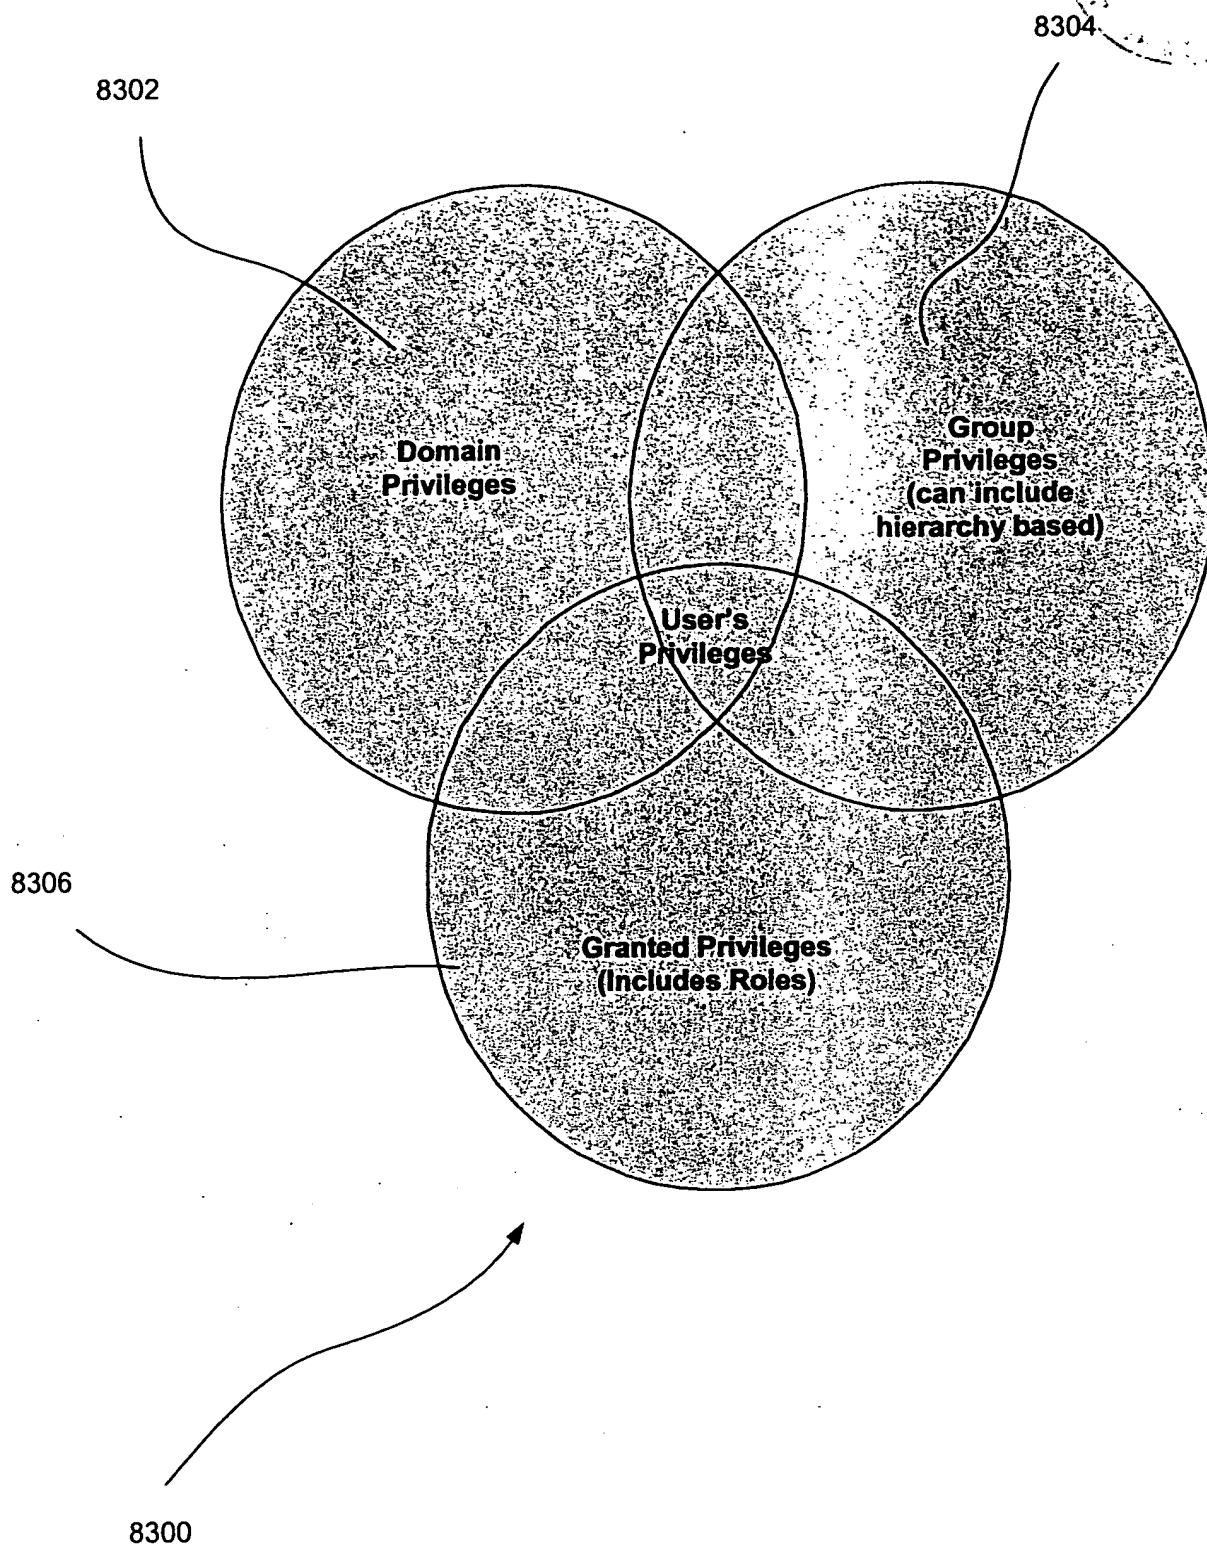 8304
8302
Domain
Privileges
Group
Privileges
(can include
hierarchy based)
User's
Privileges
8306
Granted Privileges
(Includes Roles)
8300